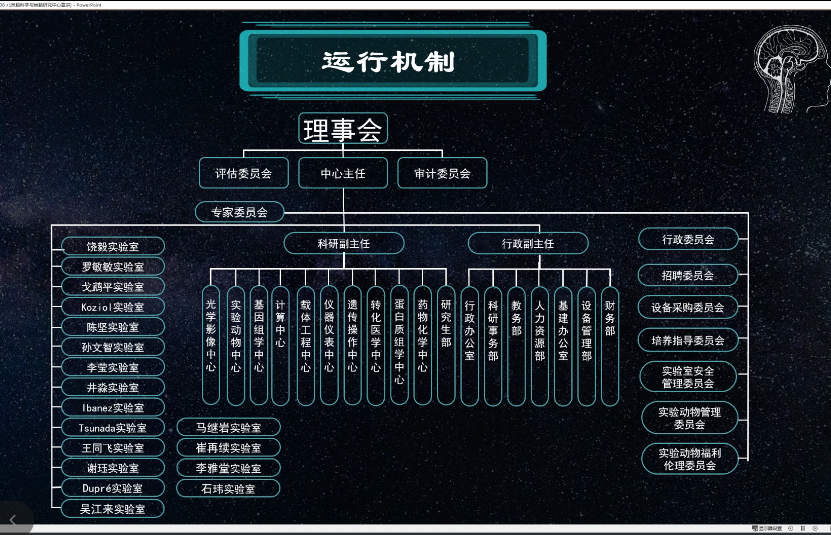 PowerPoint
运行机制
理事会
评估委员会
中心主任
审计委员会
专家委员会
科研副主任
行政副主任
饶毅实验室
罗敏敏实验室
戈鹉平实验室
Koziol实验室
陈坚实验室
孙文智实验室
李莹实验室
井淼实验室
Ibanez实验室
Tsunada实验室
王同飞实验室
谢珏实验室
Dupré实验室
吴江来实验室
马继岩实验室
崔再续实验室
李雅堂实验室
石玮实验室
光学影像中心
实验动物中心
基因组学中心
计算中心
载体工程中心
仪器仪表中心
遗传操作中心
转化医学中心
蛋白质组学中心
药物化学中心
研究生部
行政办公室
科研事务部
教务部
人力资源部
基建办公室
设备管理部
财务部
行政委员会
招聘委员会
设备采购委员会
培养指导委员会
实验室安全
管理委员会
实验动物管理
委员会
实验动物福利
伦理委员会
显示器设置